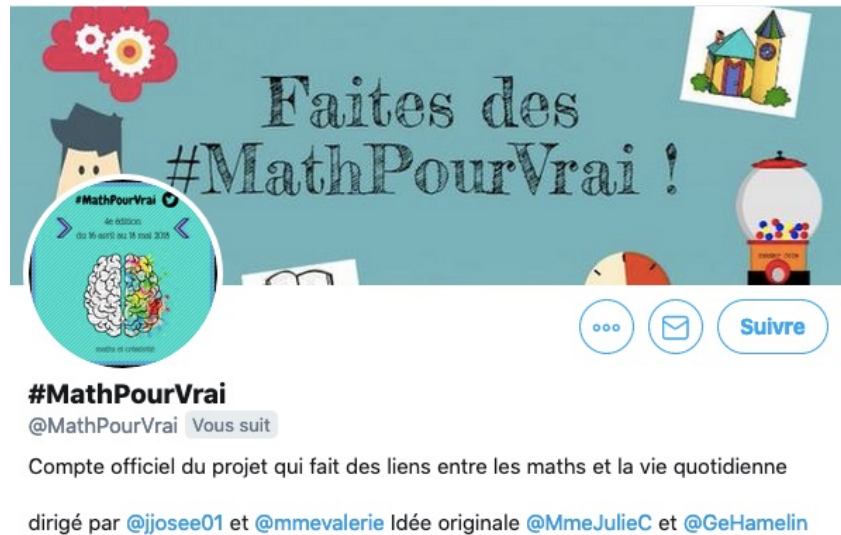 Faites des
#MathPourVrai !
#MathPourVrai
4e édition
du 16 avril au 18 mai 2018
maths et créativité
Suivre
#MathPourVrai
@MathPourVrai Vous suit
Compte officiel du projet qui fait des liens entre les maths et la vie quotidienne
dirigé par @jjosee01 et @mmevalerie Idée originale @MmeJulieC et @GeHamelin